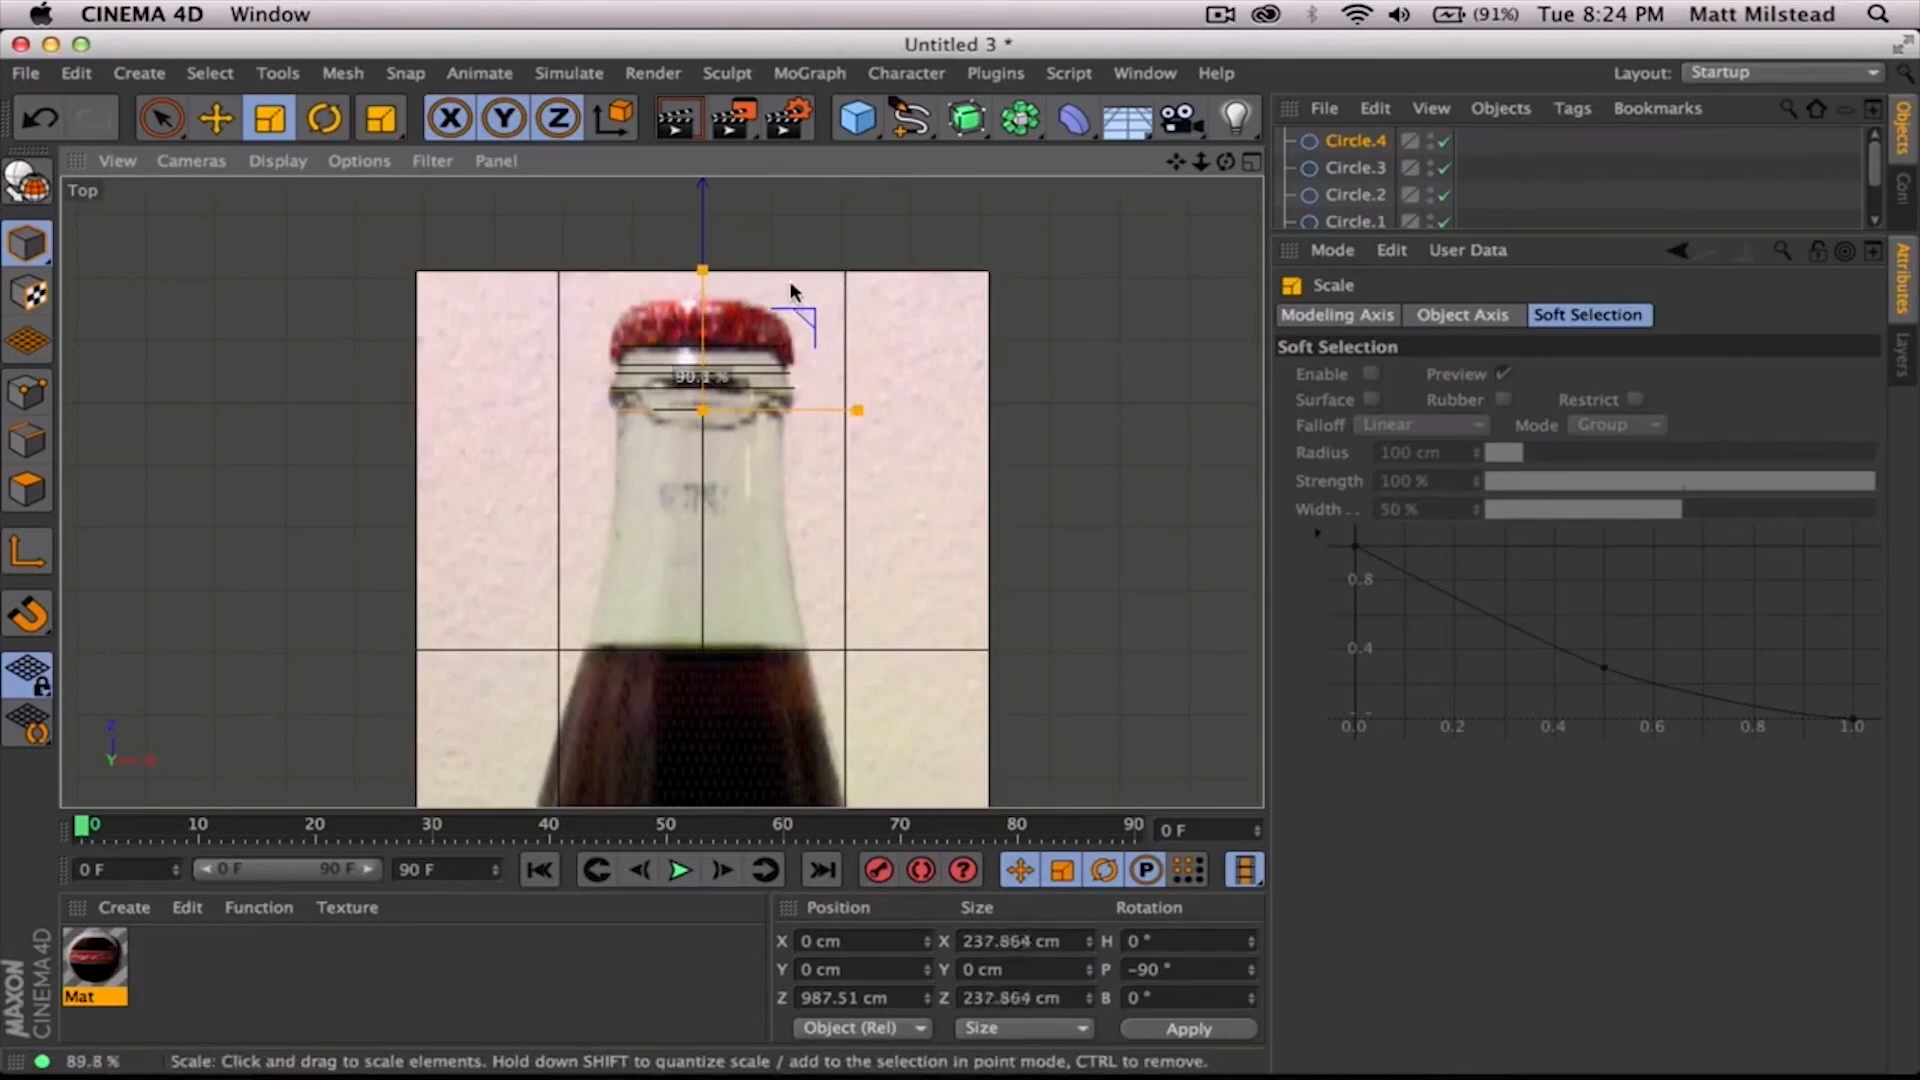 CINEMA 4D Window (91%) Tue 8:24 PM Matt Milstead
Untitled 3 *
File Edit Create Select Tools Mesh Snap Animate Simulate Render Sculpt MoGraph Character Plugins Script Window Help Layout: Startup
X Y Z
File Edit View Objects Tags Bookmarks
Objects
Circle.4
Circle.3
Circle.2
Circle.1
View Cameras Display Options Filter Panel
Top
Mode Edit User Data
Attributes
Layers
Scale
Modeling Axis Object Axis Soft Selection
Soft Selection
Enable Preview
Surface Rubber Restrict
Falloff Linear Mode Group
Radius 100 cm
Strength 100 %
Width . . 50 %
0.8
0.4
0.0 0.2 0.4 0.6 0.8 1.0
90.1 %
Z
Y
0 10 20 30 40 50 60 70 80 90 0 F
0 F 0 F 90 F 90 F P
Create Edit Function Texture
Mat
Position Size Rotation
X 0 cm X 237.864 cm H 0 °
Y 0 cm Y 0 cm P -90 °
Z 987.51 cm Z 237.864 cm B 0 °
Object (Rel) Size Apply
MAXON CINEMA 4D
89.8 % Scale: Click and drag to scale elements. Hold down SHIFT to quantize scale / add to the selection in point mode, CTRL to remove.